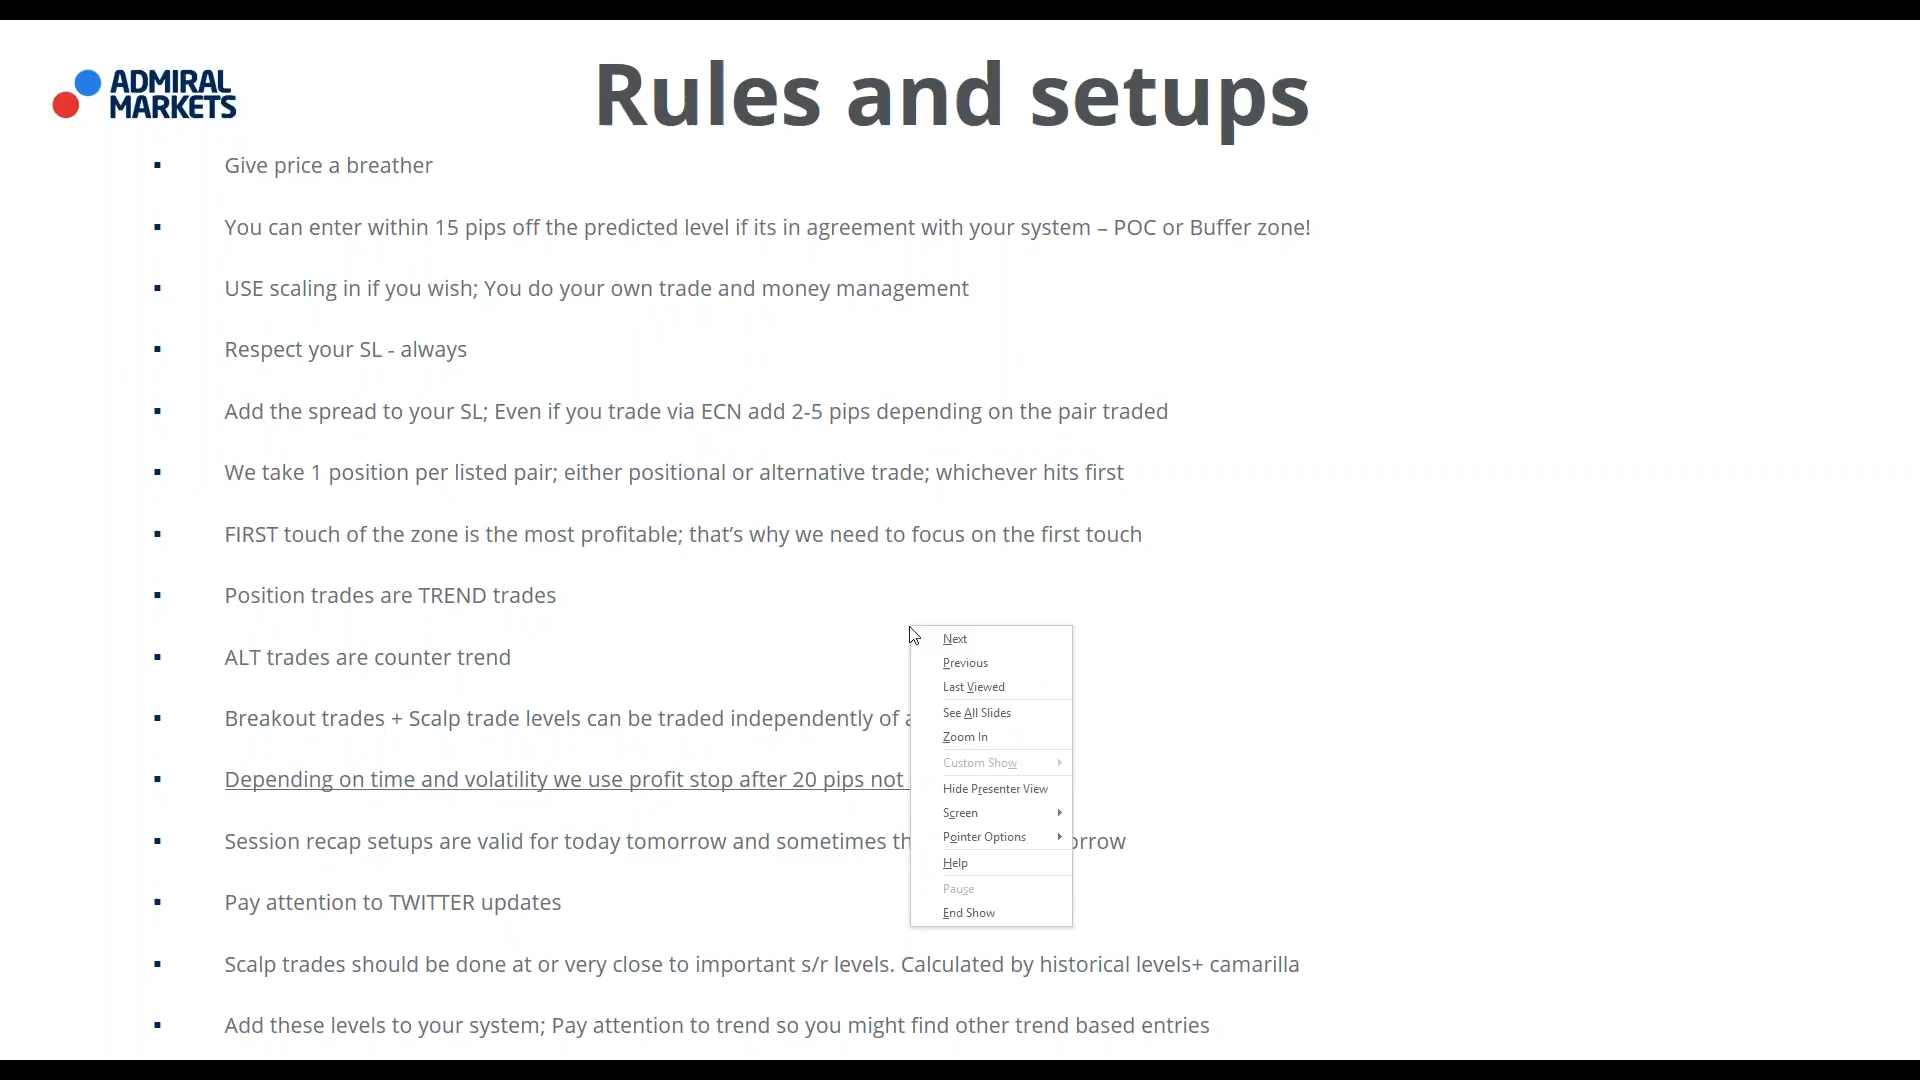 ADMIRAL
MARKETS
Rules and setups
Give price a breather
You can enter within 15 pips off the predicted level if its in agreement with your system – POC or Buffer zone!
USE scaling in if you wish; You do your own trade and money management
Respect your SL - always
Add the spread to your SL; Even if you trade via ECN add 2-5 pips depending on the pair traded
We take 1 position per listed pair; either positional or alternative trade; whichever hits first
FIRST touch of the zone is the most profitable; that’s why we need to focus on the first touch
Position trades are TREND trades
ALT trades are counter trend
Breakout trades + Scalp trade levels can be traded independently of
Depending on time and volatility we use profit stop after 20 pips not
Session recap setups are valid for today tomorrow and sometimes
Pay attention to TWITTER updates
Scalp trades should be done at or very close to important s/r levels. Calculated by historical levels+ camarilla
Add these levels to your system; Pay attention to trend so you might find other trend based entries
Next
Previous
Last Viewed
See All Slides
Zoom In
Custom Show
Hide Presenter View
Screen
Pointer Options
Help
Pause
End Show